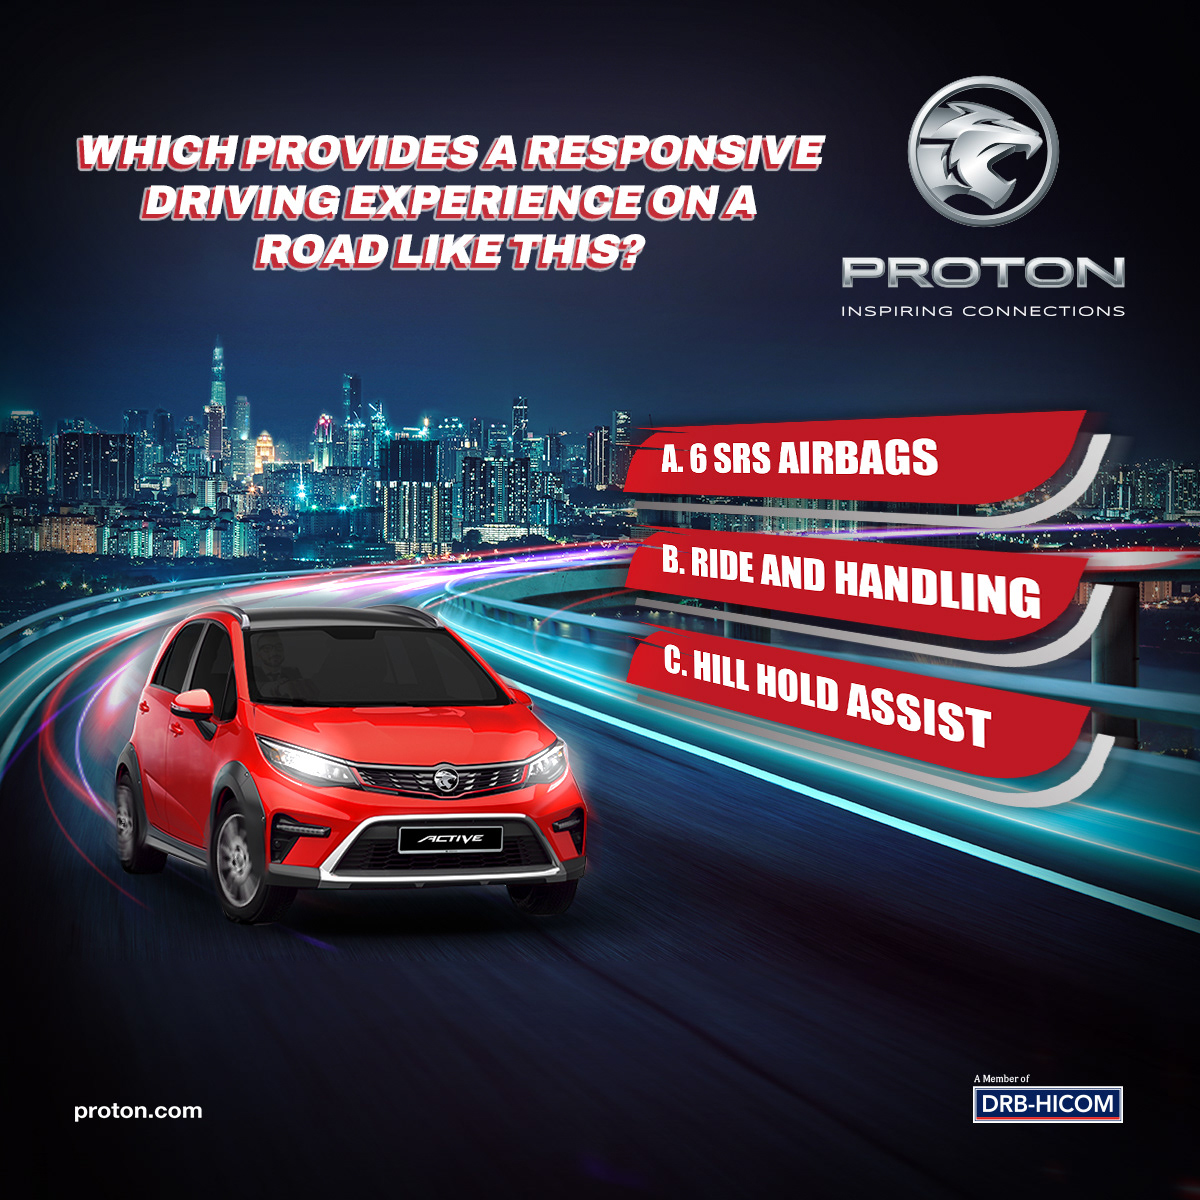 WHICH PROVIDES A RESPONSIVE
DRIVING EXPERIENCE ON A
ROAD LIKE THIS?
PROTON
INSPIRING CONNECTIONS
A. 6 SRS AIRBAGS
B. RIDE AND HANDLING
C. HILL HOLD ASSIST
ACTIVE
proton.com
A Member of
DRB-HICOM